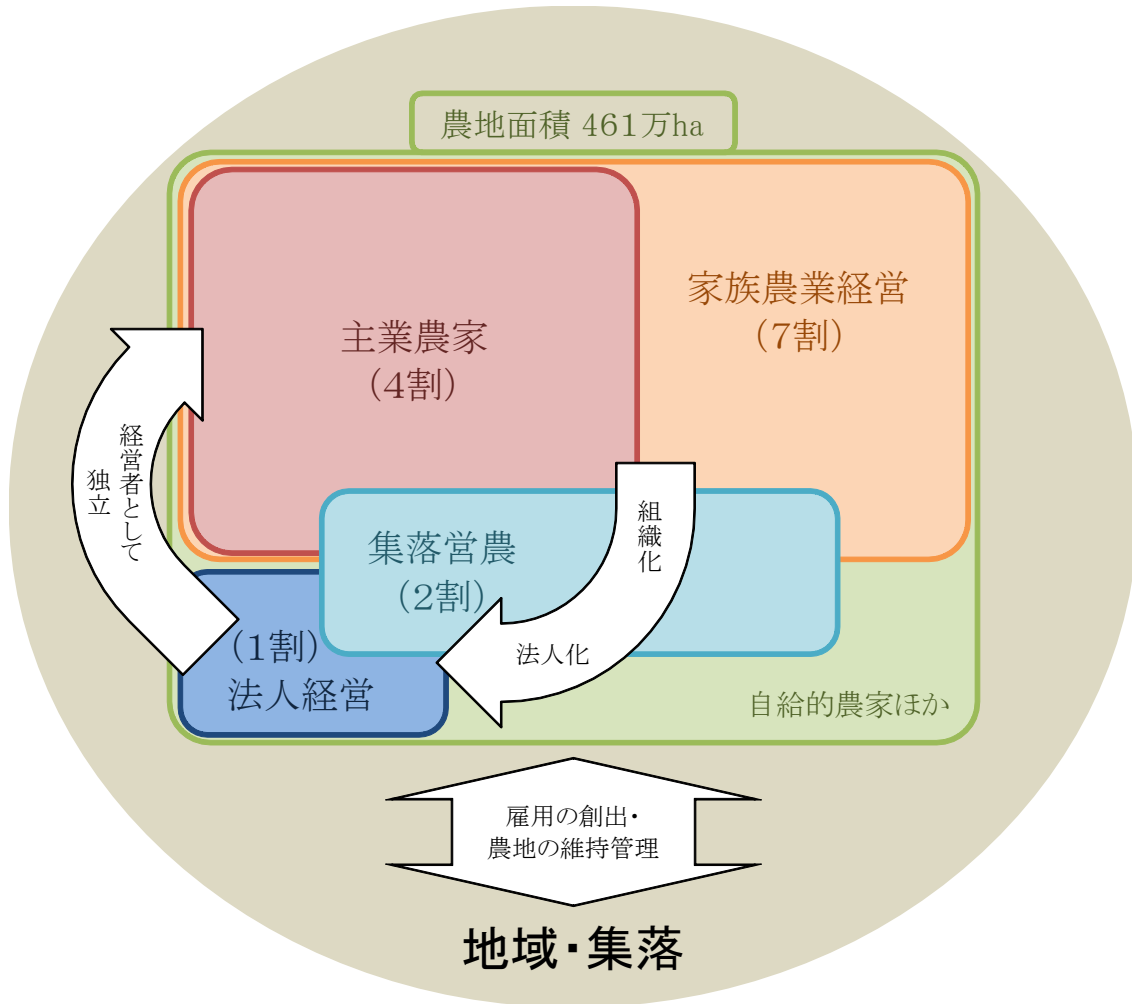 農地面積 461万ha
家族農業経営
（7割）
主業農家
（4割）
経営者として
独立
組織化
集落営農
（2割）
法人化
（1割）
法人経営
自給的農家ほか
雇用の創出・
農地の維持管理
地域・集落